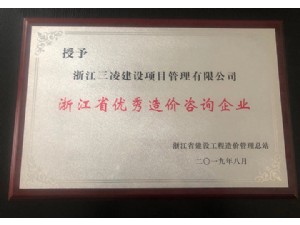 授予
浙江三凌建设项目管理有限公司
浙江省优秀造价咨询企业
浙江省建设工程造价管理总站
二〇一九年八月